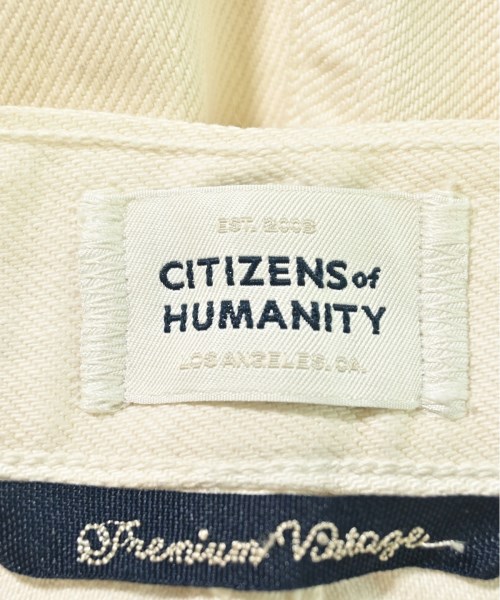 EST. 2003
CITIZENS of
HUMANITY
LOS ANGELES, CA.
Premium Vintage